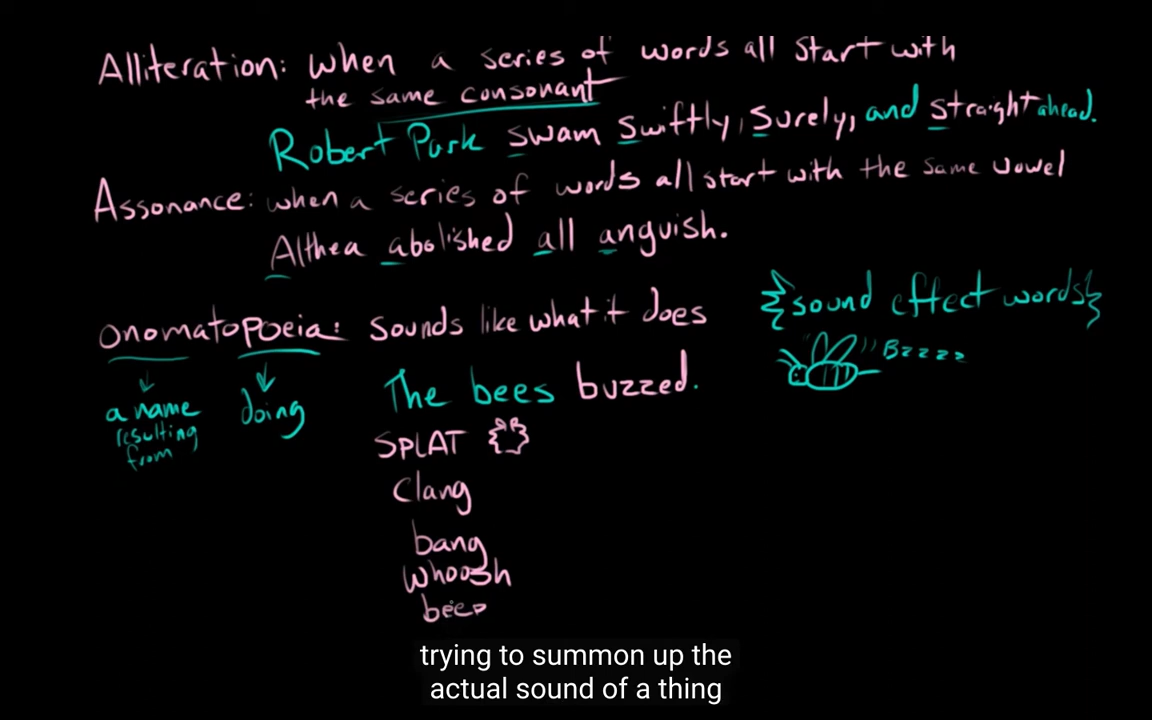 Alliteration: when a series of words all start with
the same consonant
Robert Park swam swiftly, surely, and straight ahead.
Assonance: when a series of words all start with the same vowel
Althea abolished all anguish.
onomatopoeia: sounds like what it does
{sound effect words}
Bzzzz
The bees buzzed.
a name
resulting
from
doing
SPLAT
Clang
bang
whoosh
beep
trying to summon up the
actual sound of a thing